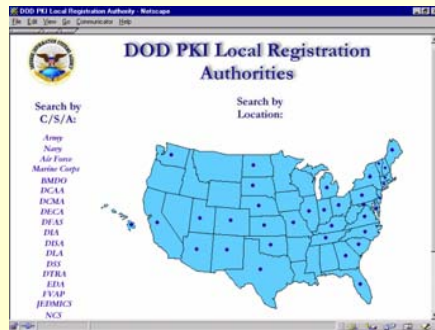 DOD PKI Local Registration Authority - Netscape
File Edit View Go Communicator Help
DOD PKI Local Registration
Authorities
Search by
C/S/A:
Search by
Location:
Army
Navy
Air Force
Marine Corps
BMDO
DCAA
DCMA
DECA
DFAS
DIA
DISA
DLA
DSS
DTRA
EDA
FVAP
JEDMICS
NCS